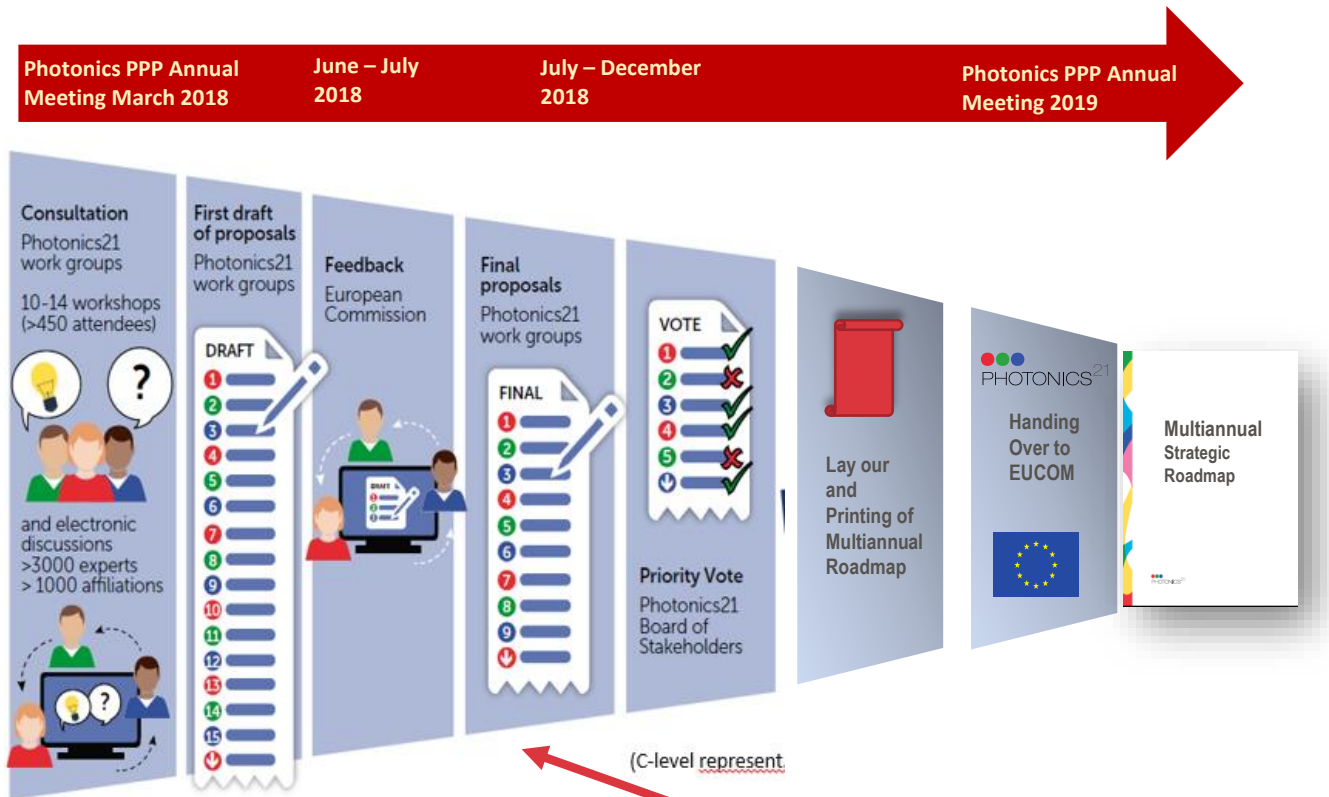 Photonics PPP Annual
Meeting March 2018
June – July
2018
July – December
2018
Photonics PPP Annual
Meeting 2019
Consultation
Photonics21
work groups
10-14 workshops
(>450 attendees)
?
and electronic
discussions
>3000 experts
> 1000 affiliations
?
First draft
of proposals
Photonics21
work groups
DRAFT
1
2
3
4
5
6
7
8
9
10
11
12
13
14
15
Feedback
European
Commission
DRAFT
1
2
3
Final
proposals
Photonics21
work groups
FINAL
1
2
3
4
5
6
7
8
9
VOTE
1
2
3
4
5
Priority Vote
Photonics21
Board of
Stakeholders
(C-level represent.
Lay our
and
Printing of
Multiannual
Roadmap
PHOTONICS21
Handing
Over to
EUCOM
Multiannual
Strategic
Roadmap
PHOTONICS21